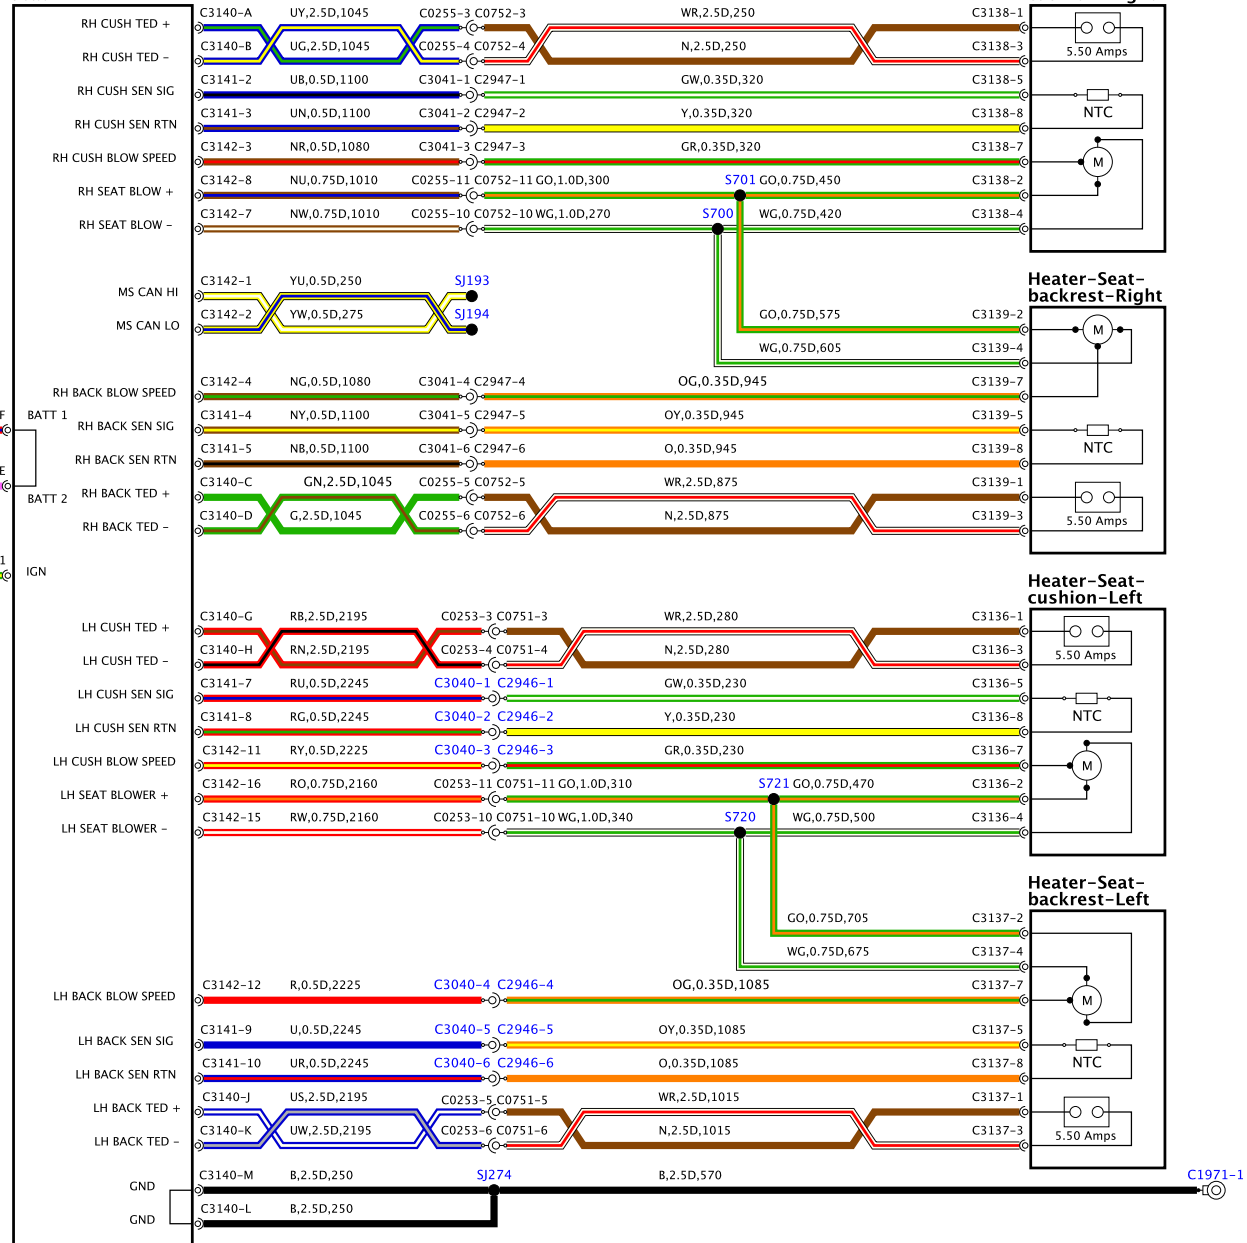 RH CUSH TED + C3140-A UY,2.5D,1045 C0255-3 C0752-3 WR,2.5D,250 C3138-1
RH CUSH TED - C3140-B UG,2.5D,1045 C0255-4 C0752-4 N,2.5D,250 C3138-3
5.50 Amps
RH CUSH SEN SIG C3141-2 UB,0.5D,1100 C3041-1 C2947-1 GW,0.35D,320 C3138-5
NTC
RH CUSH SEN RTN C3141-3 UN,0.5D,1100 C3041-2 C2947-2 Y,0.35D,320 C3138-8
RH CUSH BLOW SPEED C3142-3 NR,0.5D,1080 C3041-3 C2947-3 GR,0.35D,320 C3138-7
M
RH SEAT BLOW + C3142-8 NU,0.75D,1010 C0255-11 C0752-11 GO,1.0D,300 S701 GO,0.75D,450 C3138-2
RH SEAT BLOW - C3142-7 NW,0.75D,1010 C0255-10 C0752-10 WG,1.0D,270 S700 WG,0.75D,420 C3138-4
Heater-Seat-
backrest-Right
MS CAN HI C3142-1 YU,0.5D,250 SJ193
MS CAN LO C3142-2 YW,0.5D,275 SJ194
GO,0.75D,575 C3139-2
M
WG,0.75D,605 C3139-4
RH BACK BLOW SPEED C3142-4 NG,0.5D,1080 C3041-4 C2947-4 OG,0.35D,945 C3139-7
F BATT 1
RH BACK SEN SIG C3141-4 NY,0.5D,1100 C3041-5 C2947-5 OY,0.35D,945 C3139-5
NTC
RH BACK SEN RTN C3141-5 NB,0.5D,1100 C3041-6 C2947-6 O,0.35D,945 C3139-8
E BATT 2
RH BACK TED + C3140-C GN,2.5D,1045 C0255-5 C0752-5 WR,2.5D,875 C3139-1
RH BACK TED - C3140-D G,2.5D,1045 C0255-6 C0752-6 N,2.5D,875 C3139-3
5.50 Amps
1 IGN
Heater-Seat-
cushion-Left
LH CUSH TED + C3140-G RB,2.5D,2195 C0253-3 C0751-3 WR,2.5D,280 C3136-1
LH CUSH TED - C3140-H RN,2.5D,2195 C0253-4 C0751-4 N,2.5D,280 C3136-3
5.50 Amps
LH CUSH SEN SIG C3141-7 RU,0.5D,2245 C3040-1 C2946-1 GW,0.35D,230 C3136-5
NTC
LH CUSH SEN RTN C3141-8 RG,0.5D,2245 C3040-2 C2946-2 Y,0.35D,230 C3136-8
LH CUSH BLOW SPEED C3142-11 RY,0.5D,2225 C3040-3 C2946-3 GR,0.35D,230 C3136-7
M
LH SEAT BLOWER + C3142-16 RO,0.75D,2160 C0253-11 C0751-11 GO,1.0D,310 S721 GO,0.75D,470 C3136-2
LH SEAT BLOWER - C3142-15 RW,0.75D,2160 C0253-10 C0751-10 WG,1.0D,340 S720 WG,0.75D,500 C3136-4
Heater-Seat-
backrest-Left
GO,0.75D,705 C3137-2
WG,0.75D,675 C3137-4
LH BACK BLOW SPEED C3142-12 R,0.5D,2225 C3040-4 C2946-4 OG,0.35D,1085 C3137-7
M
LH BACK SEN SIG C3141-9 U,0.5D,2245 C3040-5 C2946-5 OY,0.35D,1085 C3137-5
NTC
LH BACK SEN RTN C3141-10 UR,0.5D,2245 C3040-6 C2946-6 O,0.35D,1085 C3137-8
LH BACK TED + C3140-J US,2.5D,2195 C0253-5 C0751-5 WR,2.5D,1015 C3137-1
LH BACK TED - C3140-K UW,2.5D,2195 C0253-6 C0751-6 N,2.5D,1015 C3137-3
5.50 Amps
GND C3140-M B,2.5D,250 SJ274 B,2.5D,570 C1971-1
GND C3140-L B,2.5D,250